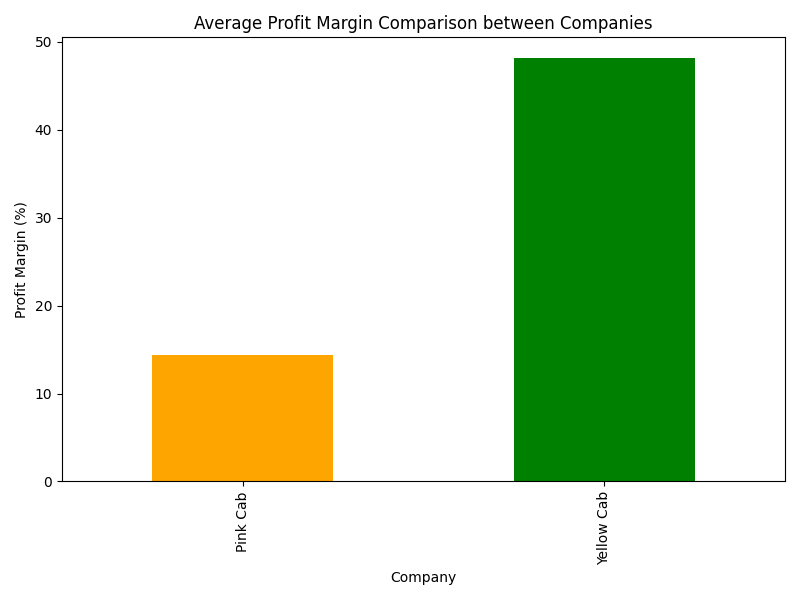 Average Profit Margin Comparison between Companies
Profit Margin (%)
50
40
30
20
10
0
Pink Cab
Yellow Cab
Company